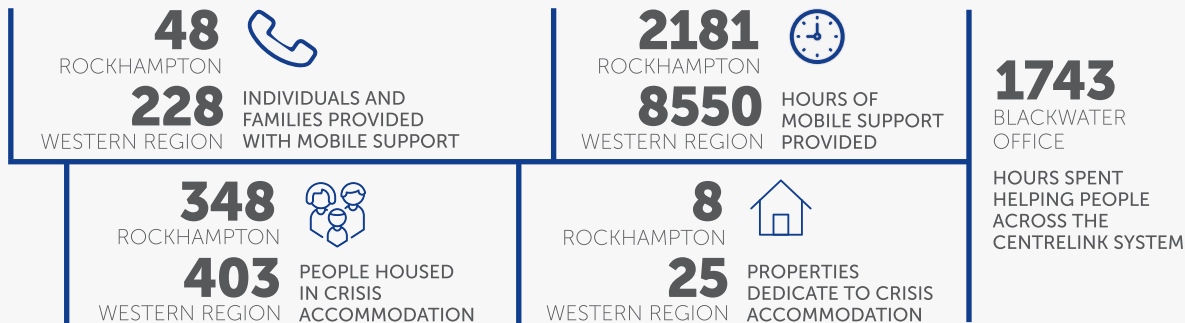 48
ROCKHAMPTON
228
WESTERN REGION
INDIVIDUALS AND
FAMILIES PROVIDED
WITH MOBILE SUPPORT
2181
ROCKHAMPTON
8550
WESTERN REGION
HOURS OF
MOBILE SUPPORT
PROVIDED
1743
BLACKWATER
OFFICE
HOURS SPENT
HELPING PEOPLE
ACROSS THE
CENTRELINK SYSTEM
348
ROCKHAMPTON
403
WESTERN REGION
PEOPLE HOUSED
IN CRISIS
ACCOMMODATION
8
ROCKHAMPTON
25
WESTERN REGION
PROPERTIES
DEDICATE TO CRISIS
ACCOMMODATION